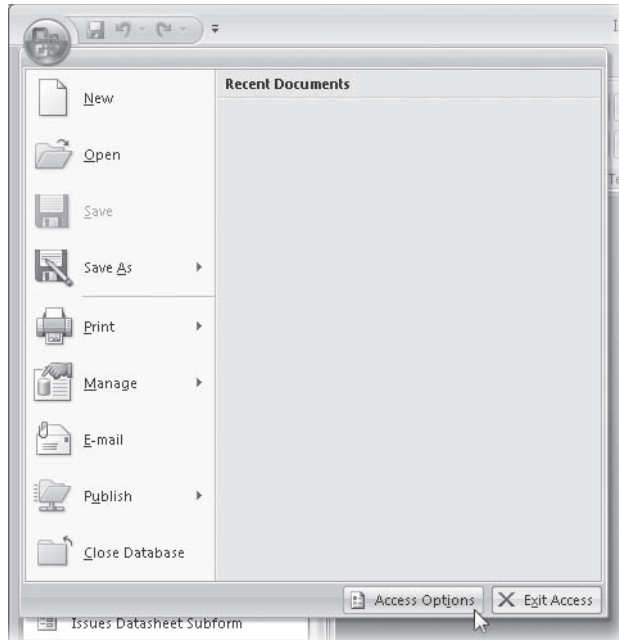 Recent Documents
New
Open
Save
Save As
Print
Manage
E-mail
Publish
Close Database
Access Options
Exit Access
Issues Datasheet Subform